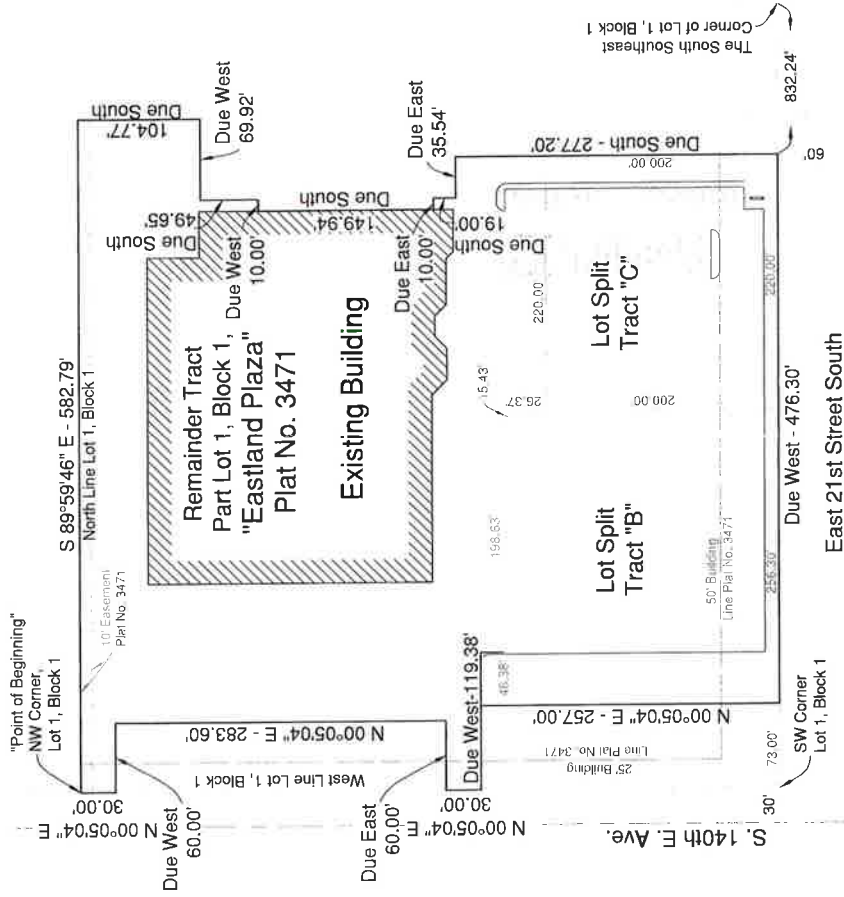 The South Southeast
Corner of Lot 1, Block 1
832.24'
60'
Due South
104.77'
Due West
69.92'
Due East
35.54'
Due South - 277.20'
200.00'
S 89°59'46" E - 582.79'
North Line Lot 1, Block 1
10' Easement
Plat No. 3471
"Point of Beginning"
NW Corner,
Lot 1, Block 1
Due South
49.65'
Due West
10.00'
Due South
149.94'
Due East
10.00'
19.00'
Due South
Remainder Tract
Part Lot 1, Block 1,
"Eastland Plaza"
Plat No. 3471
Existing Building
220.00
15.43'
26.37'
200.00
198.63'
Lot Split
Tract "C"
Lot Split
Tract "B"
220.00'
256.30'
50' Building
Line Plat No. 3471
Due West - 476.30'
East 21st Street South
30.00'
N 00°05'04" E
Due West
60.00'
N 00°05'04" E - 283.60'
West Line Lot 1, Block 1
Due East
60.00'
30.00'
N 00°05'04" E
Due West-119.38'
46.38'
N 00°05'04" E - 257.00'
25' Building
Line Plat No. 3471
73.00'
SW Corner
Lot 1, Block 1
30'
S. 140th E. Ave.